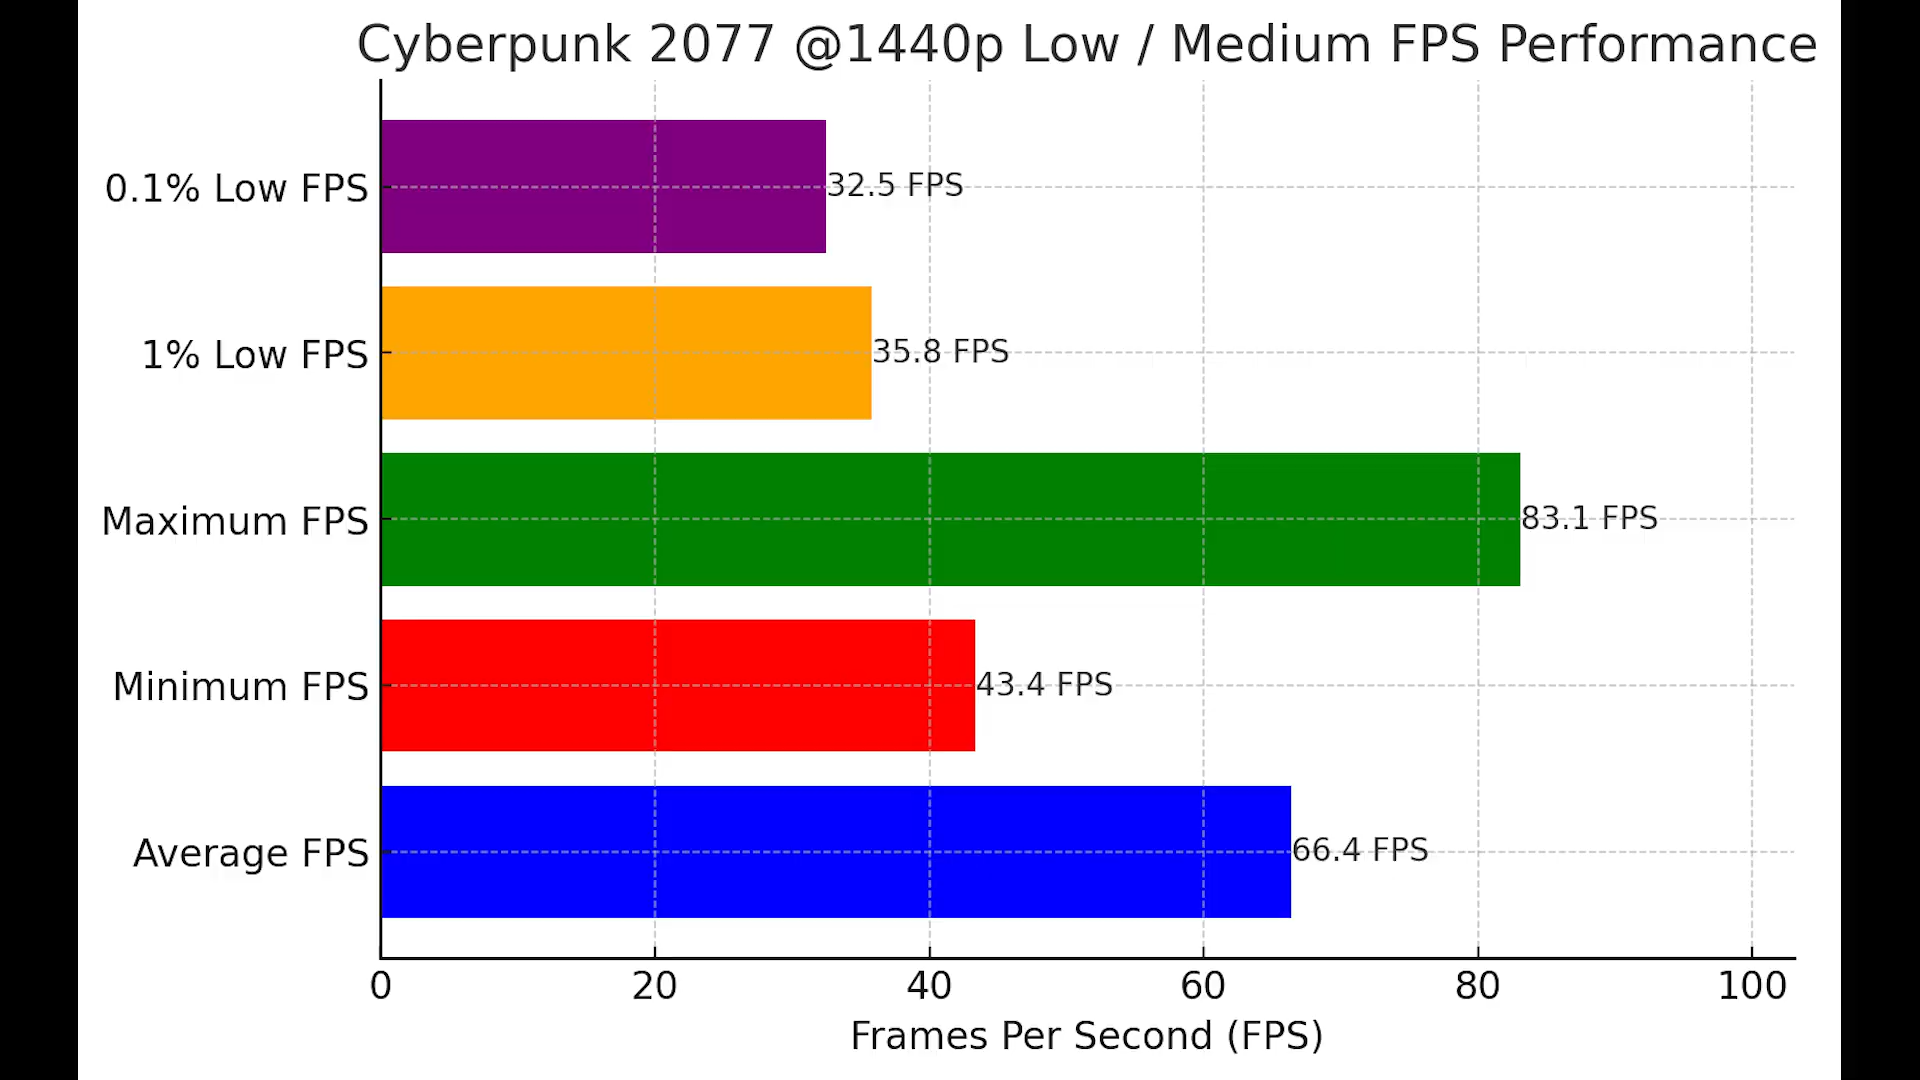 Cyberpunk 2077 @1440p Low / Medium FPS Performance
0.1% Low FPS
32.5 FPS
1% Low FPS
35.8 FPS
Maximum FPS
83.1 FPS
Minimum FPS
43.4 FPS
Average FPS
66.4 FPS
0 20 40 60 80 100
Frames Per Second (FPS)